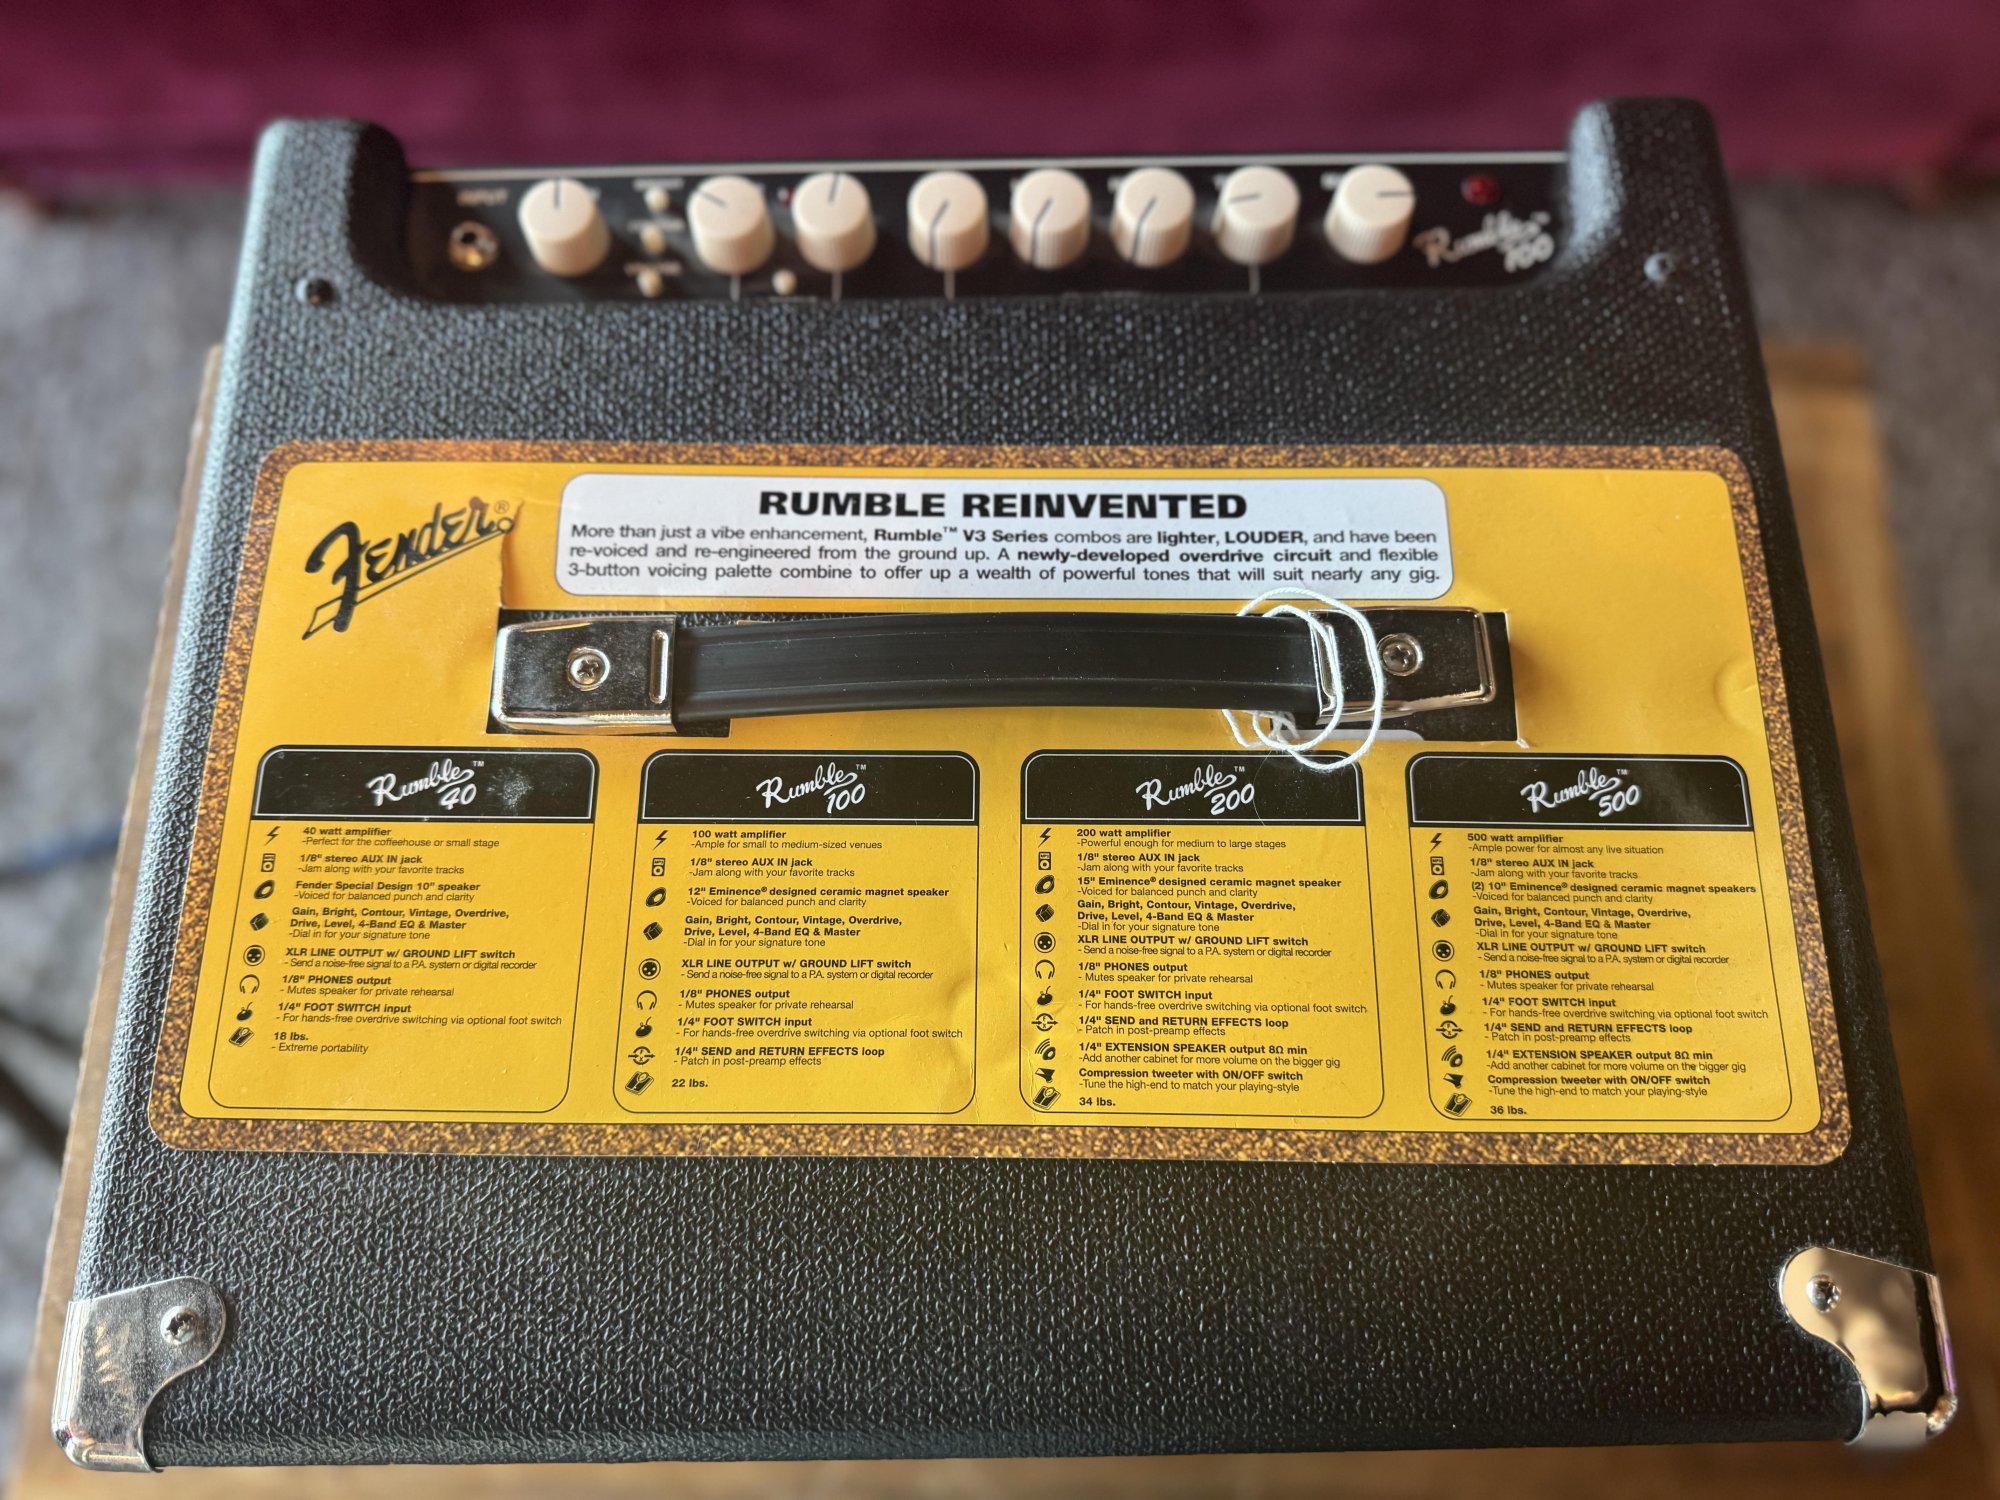 INPUT
Rumble™
100
Fender®
RUMBLE REINVENTED
More than just a vibe enhancement, Rumble™ V3 Series combos are lighter, LOUDER, and have been
re-voiced and re-engineered from the ground up. A newly-developed overdrive circuit and flexible
3-button voicing palette combine to offer up a wealth of powerful tones that will suit nearly any gig.
Rumble™
40
40 watt amplifier
-Perfect for the coffeehouse or small stage
1/8" stereo AUX IN jack
-Jam along with your favorite tracks
Fender Special Design 10" speaker
-Voiced for balanced punch and clarity
Gain, Bright, Contour, Vintage, Overdrive,
Drive, Level, 4-Band EQ & Master
-Dial in for your signature tone
XLR LINE OUTPUT w/ GROUND LIFT switch
- Send a noise-free signal to a P.A. system or digital recorder
1/8" PHONES output
- Mutes speaker for private rehearsal
1/4" FOOT SWITCH input
- For hands-free overdrive switching via optional foot switch
18 lbs.
- Extreme portability
Rumble™
100
100 watt amplifier
-Ample for small to medium-sized venues
1/8" stereo AUX IN jack
-Jam along with your favorite tracks
12" Eminence® designed ceramic magnet speaker
-Voiced for balanced punch and clarity
Gain, Bright, Contour, Vintage, Overdrive,
Drive, Level, 4-Band EQ & Master
-Dial in for your signature tone
XLR LINE OUTPUT w/ GROUND LIFT switch
- Send a noise-free signal to a P.A. system or digital recorder
1/8" PHONES output
- Mutes speaker for private rehearsal
1/4" FOOT SWITCH input
- For hands-free overdrive switching via optional foot switch
1/4" SEND and RETURN EFFECTS loop
- Patch in post-preamp effects
22 lbs.
Rumble™
200
200 watt amplifier
-Powerful enough for medium to large stages
1/8" stereo AUX IN jack
-Jam along with your favorite tracks
15" Eminence® designed ceramic magnet speaker
-Voiced for balanced punch and clarity
Gain, Bright, Contour, Vintage, Overdrive,
Drive, Level, 4-Band EQ & Master
-Dial in for your signature tone
XLR LINE OUTPUT w/ GROUND LIFT switch
- Send a noise-free signal to a P.A. system or digital recorder
1/8" PHONES output
- Mutes speaker for private rehearsal
1/4" FOOT SWITCH input
- For hands-free overdrive switching via optional foot switch
1/4" SEND and RETURN EFFECTS loop
- Patch in post-preamp effects
1/4" EXTENSION SPEAKER output 8Ω min
-Add another cabinet for more volume on the bigger gig
Compression tweeter with ON/OFF switch
-Tune the high-end to match your playing-style
34 lbs.
Rumble™
500
500 watt amplifier
-Ample power for almost any live situation
1/8" stereo AUX IN jack
-Jam along with your favorite tracks
(2) 10" Eminence® designed ceramic magnet speakers
-Voiced for balanced punch and clarity
Gain, Bright, Contour, Vintage, Overdrive,
Drive, Level, 4-Band EQ & Master
-Dial in for your signature tone
XLR LINE OUTPUT w/ GROUND LIFT switch
- Send a noise-free signal to a P.A. system or digital recorder
1/8" PHONES output
- Mutes speaker for private rehearsal
1/4" FOOT SWITCH input
- For hands-free overdrive switching via optional foot switch
1/4" SEND and RETURN EFFECTS loop
- Patch in post-preamp effects
1/4" EXTENSION SPEAKER output 8Ω min
-Add another cabinet for more volume on the bigger gig
Compression tweeter with ON/OFF switch
-Tune the high-end to match your playing-style
36 lbs.